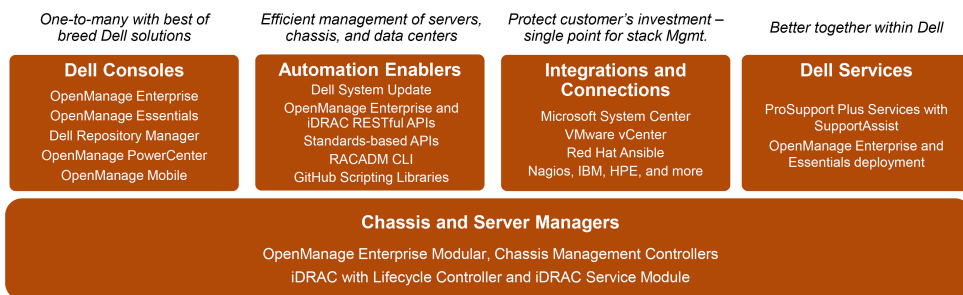 One-to-many with best of
breed Dell solutions
Dell Consoles
OpenManage Enterprise
OpenManage Essentials
Dell Repository Manager
OpenManage PowerCenter
OpenManage Mobile
Efficient management of servers,
chassis, and data centers
Automation Enablers
Dell System Update
OpenManage Enterprise and
iDRAC RESTful APIs
Standards-based APIs
RACADM CLI
GitHub Scripting Libraries
Protect customer’s investment –
single point for stack Mgmt.
Integrations and
Connections
Microsoft System Center
VMware vCenter
Red Hat Ansible
Nagios, IBM, HPE, and more
Better together within Dell
Dell Services
ProSupport Plus Services with
SupportAssist
OpenManage Enterprise and
Essentials deployment
Chassis and Server Managers
OpenManage Enterprise Modular, Chassis Management Controllers
iDRAC with Lifecycle Controller and iDRAC Service Module